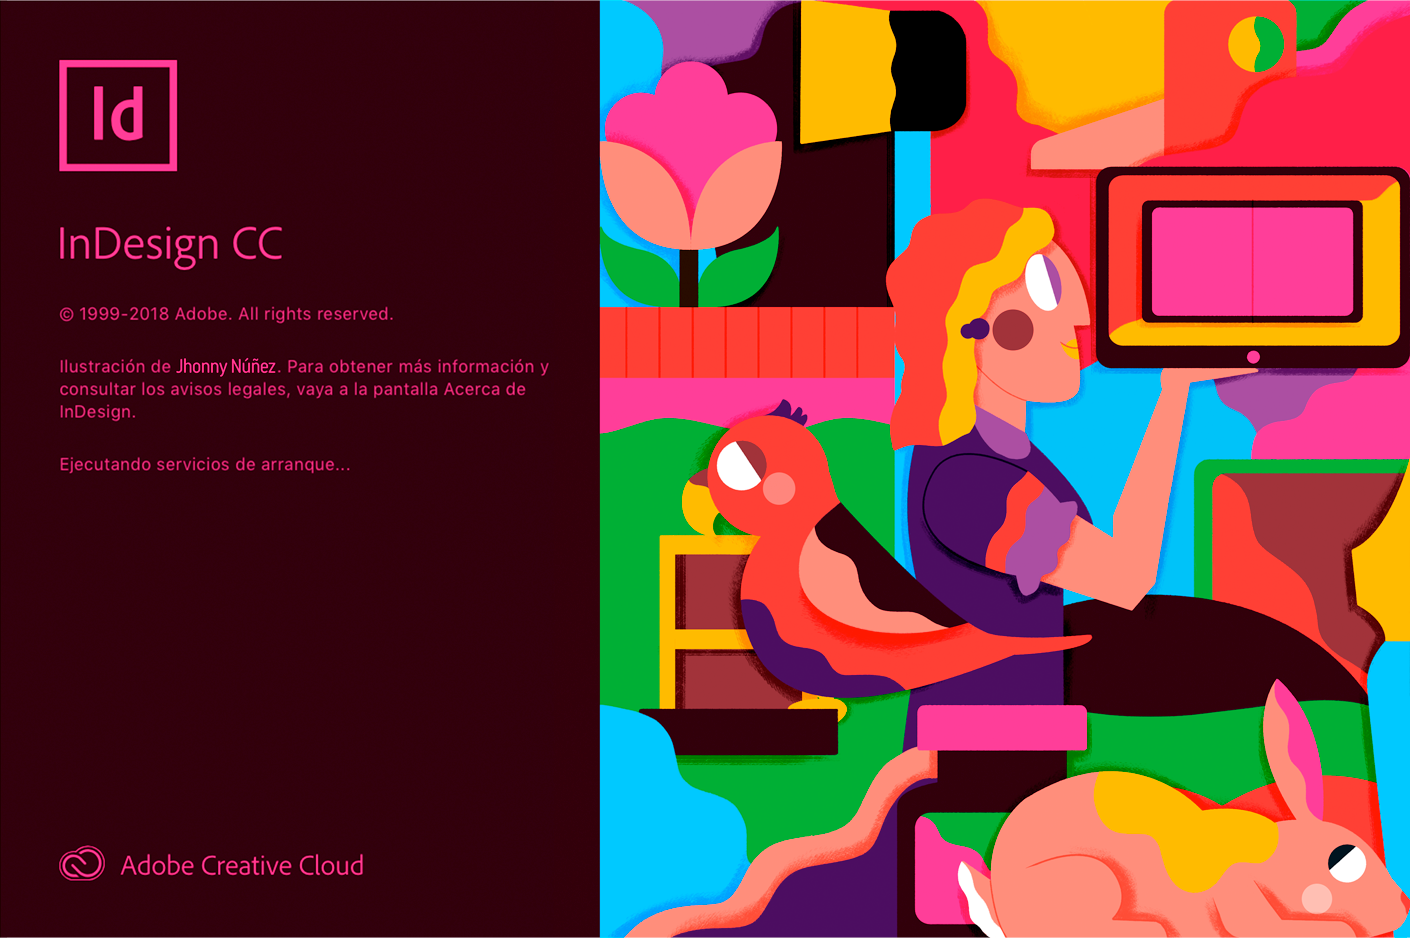 Id
InDesign CC
© 1999-2018 Adobe. All rights reserved.
Ilustración de Jhonny Núñez. Para obtener más información y
consultar los avisos legales, vaya a la pantalla Acerca de
InDesign.
Ejecutando servicios de arranque...
Adobe Creative Cloud